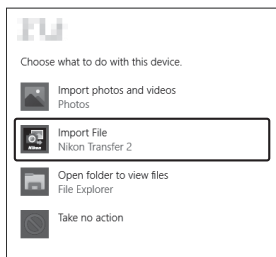 Choose what to do with this device.
Import photos and videos
Photos
Import File
Nikon Transfer 2
Open folder to view files
File Explorer
Take no action